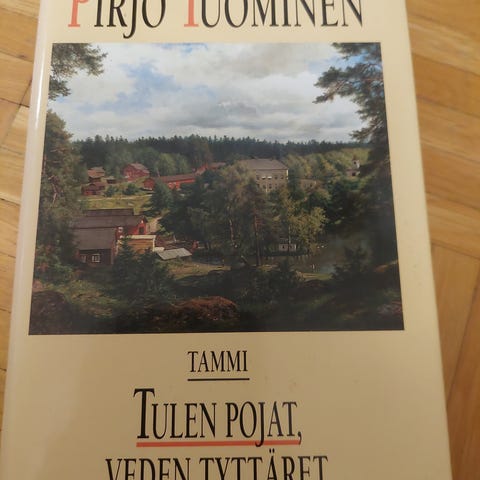 PIRJO TUOMINEN
TAMMI
TULEN POJAT,
VEDEN TYTTÄRET